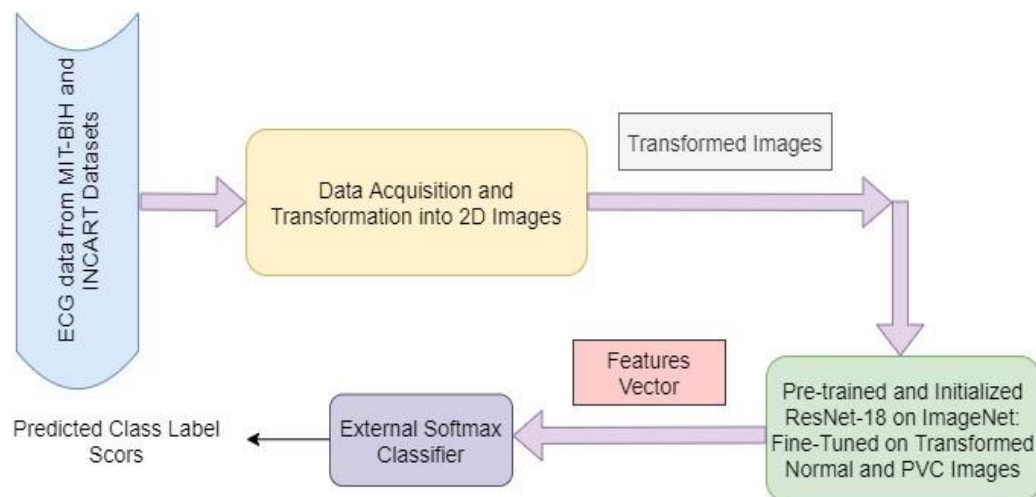 ECG data from MIT-BIH and
INCART Datasets
Data Acquisition and
Transformation into 2D Images
Transformed Images
Pre-trained and Initialized
ResNet-18 on ImageNet:
Fine-Tuned on Transformed
Normal and PVC Images
Features
Vector
External Softmax
Classifier
Predicted Class Label
Scors